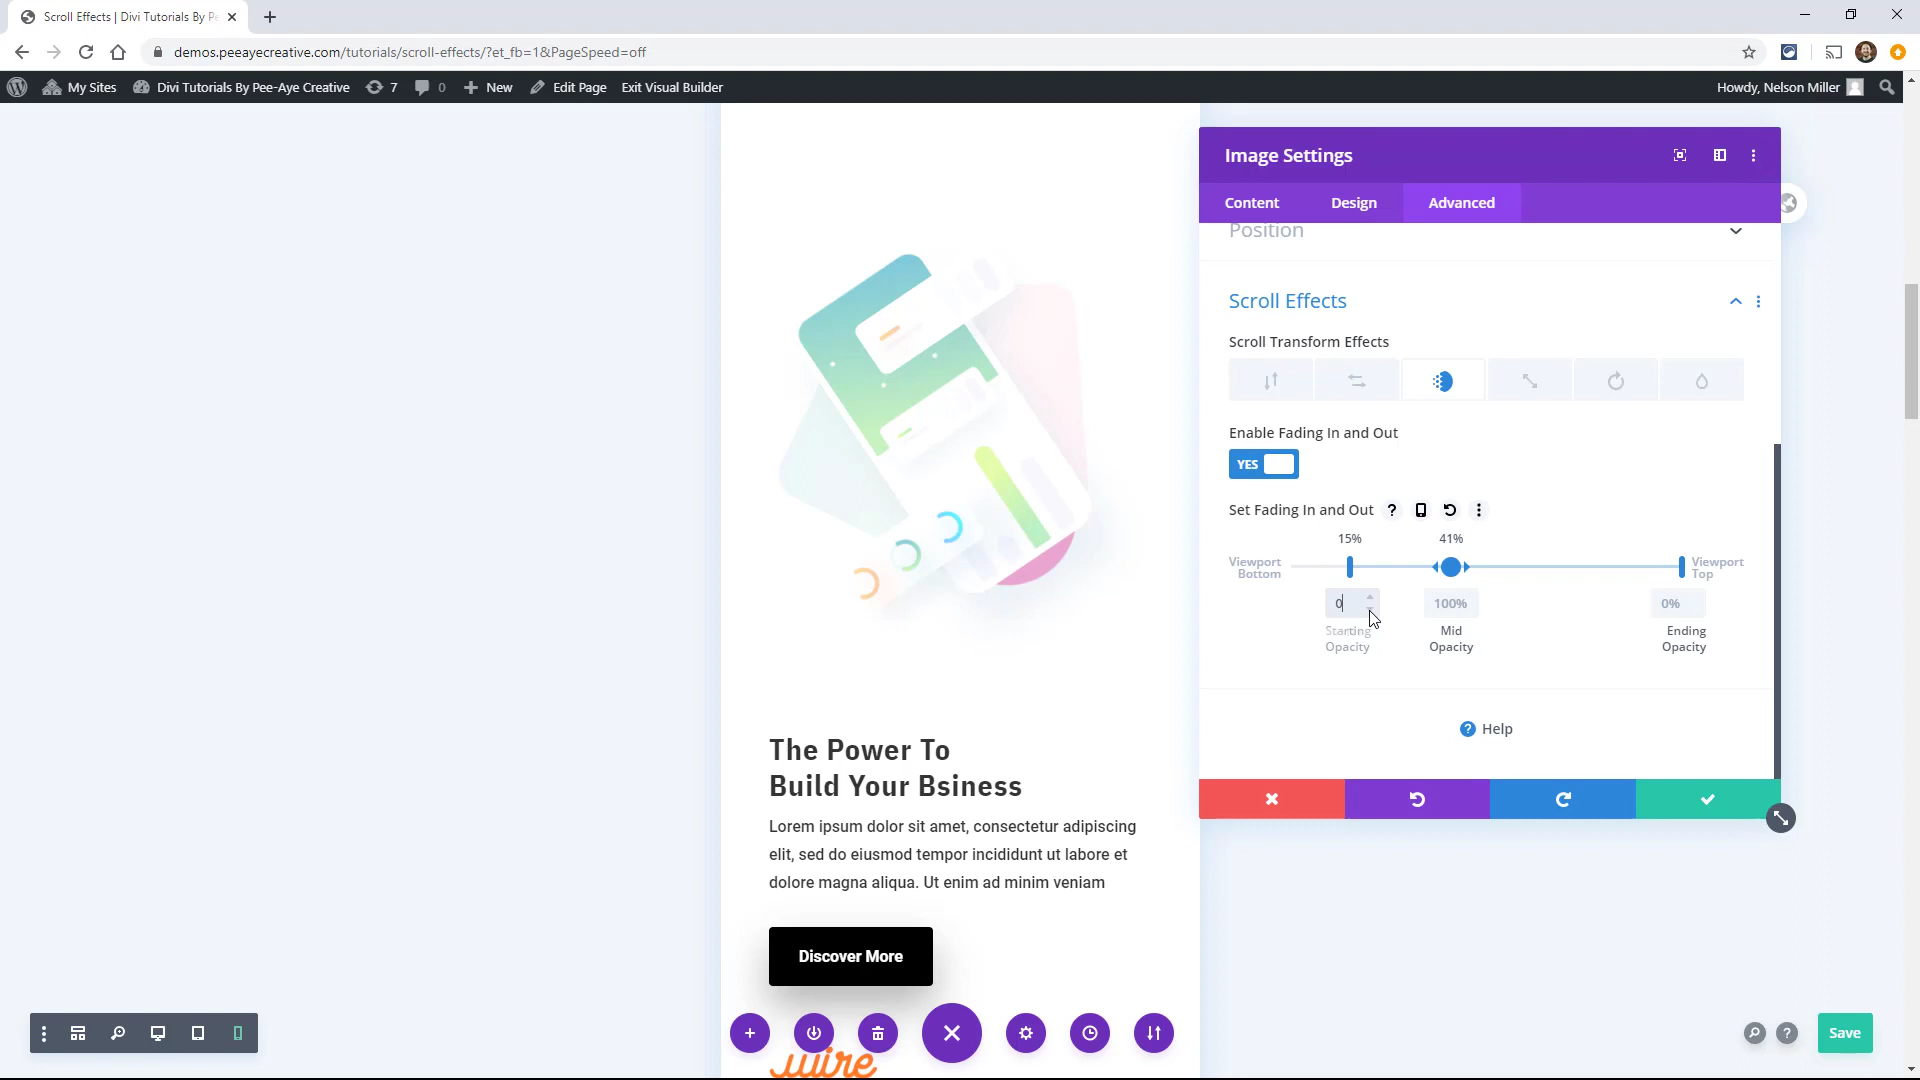 Scroll Effects | Divi Tutorials By Pe
demos.peeayecreative.com/tutorials/scroll-effects/?et_fb=1&PageSpeed=off
My Sites Divi Tutorials By Pee-Aye Creative 7 0 New Edit Page Exit Visual Builder Howdy, Nelson Miller
Image Settings
Content Design Advanced
Position
Scroll Effects
Scroll Transform Effects
Enable Fading In and Out
YES
Set Fading In and Out ?
15% 41%
Viewport
Bottom
Viewport
Top
0 100% 0%
Starting
Opacity
Mid
Opacity
Ending
Opacity
? Help
The Power To
Build Your Bsiness
Lorem ipsum dolor sit amet, consectetur adipiscing
elit, sed do eiusmod tempor incididunt ut labore et
dolore magna aliqua. Ut enim ad minim veniam
Discover More
wire
? Save